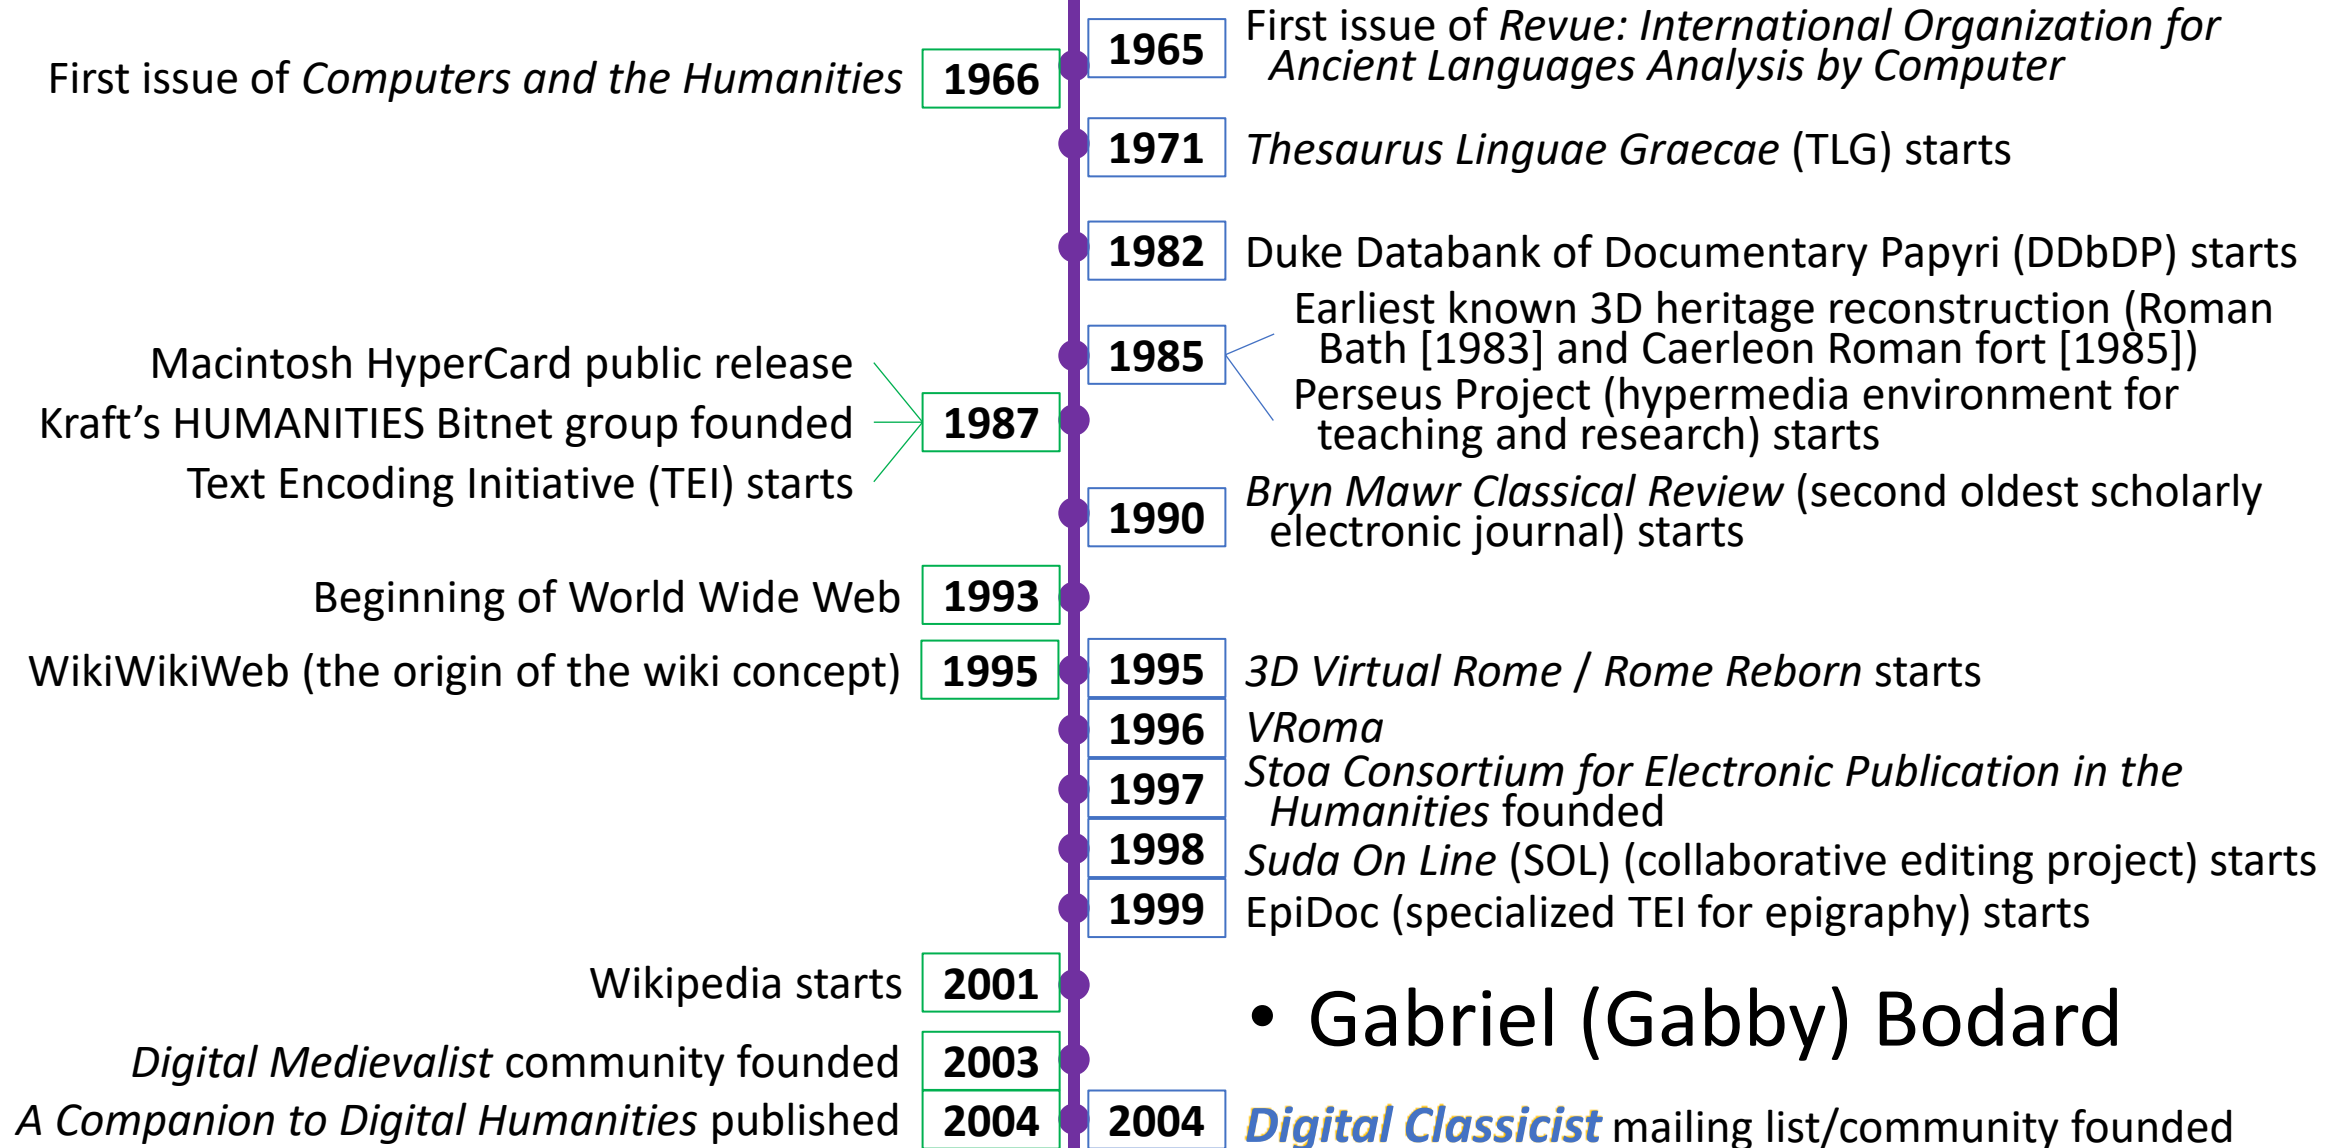 First issue of Revue: International Organization for
Ancient Languages Analysis by Computer
1965
First issue of Computers and the Humanities
1966
1971
Thesaurus Linguae Graecae (TLG) starts
1982
Duke Databank of Documentary Papyri (DDbDP) starts
1985
Earliest known 3D heritage reconstruction (Roman
Bath [1983] and Caerleon Roman fort [1985])
Perseus Project (hypermedia environment for
teaching and research) starts
Macintosh HyperCard public release
Kraft’s HUMANITIES Bitnet group founded
Text Encoding Initiative (TEI) starts
1987
1990
Bryn Mawr Classical Review (second oldest scholarly
electronic journal) starts
Beginning of World Wide Web
1993
WikiWikiWeb (the origin of the wiki concept)
1995
1995
3D Virtual Rome / Rome Reborn starts
1996
VRoma
1997
Stoa Consortium for Electronic Publication in the
Humanities founded
1998
Suda On Line (SOL) (collaborative editing project) starts
1999
EpiDoc (specialized TEI for epigraphy) starts
Wikipedia starts
2001
• Gabriel (Gabby) Bodard
Digital Medievalist community founded
2003
A Companion to Digital Humanities published
2004
2004
Digital Classicist mailing list/community founded